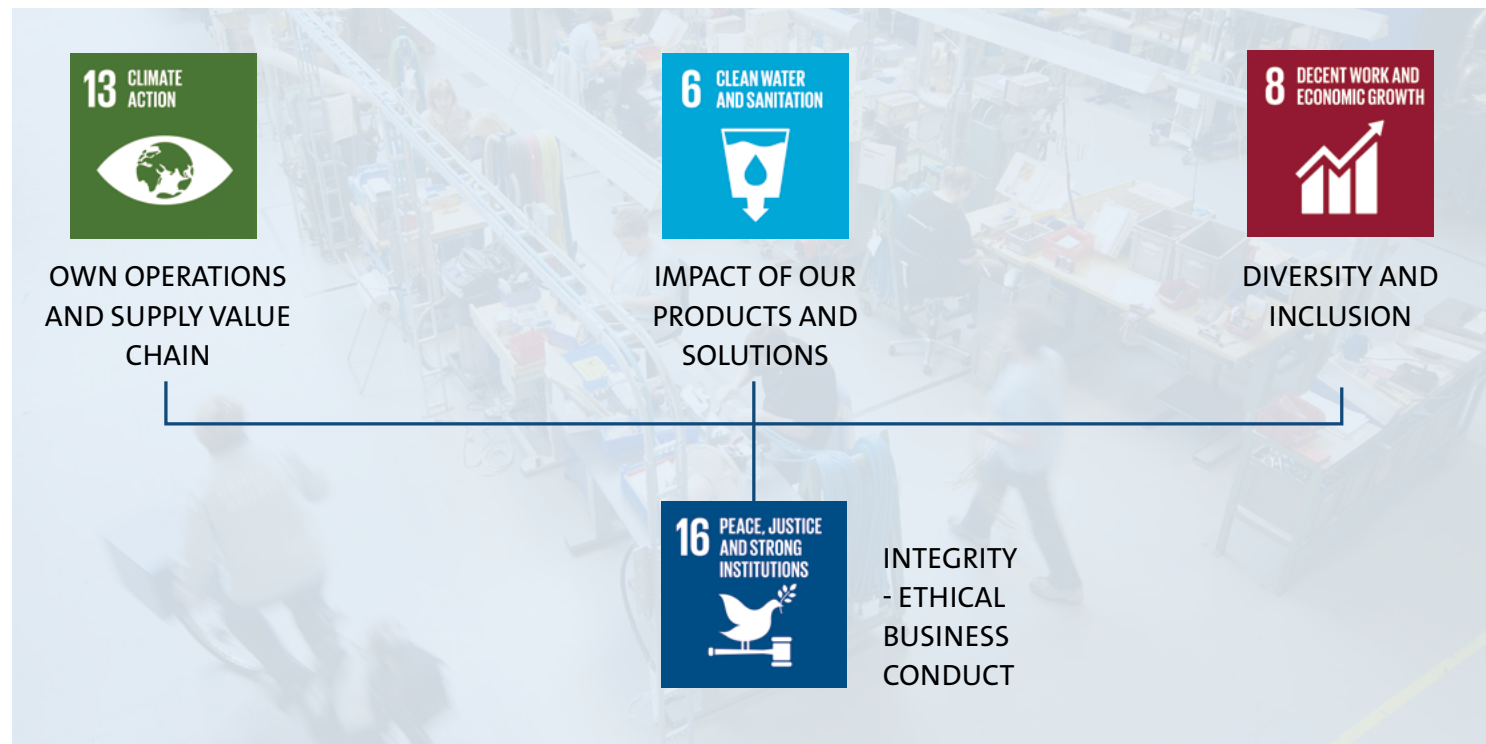 13 CLIMATE
ACTION
OWN OPERATIONS
AND SUPPLY VALUE
CHAIN
6 CLEAN WATER
AND SANITATION
IMPACT OF OUR
PRODUCTS AND
SOLUTIONS
8 DECENT WORK AND
ECONOMIC GROWTH
DIVERSITY AND
INCLUSION
16 PEACE, JUSTICE
AND STRONG
INSTITUTIONS
INTEGRITY
- ETHICAL
BUSINESS
CONDUCT